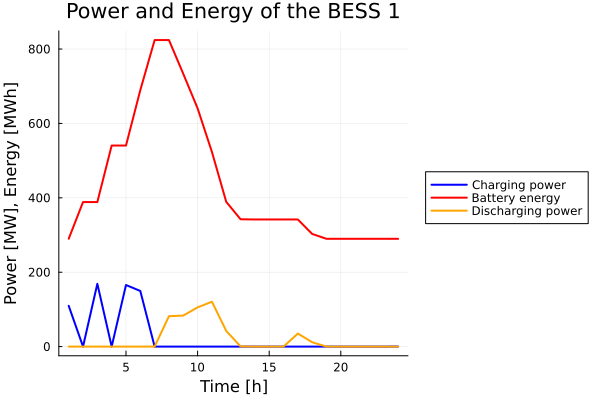 Power and Energy of the BESS 1
Power [MW], Energy [MWh]
800
600
400
200
0
5
10
15
20
Time [h]
Charging power
Battery energy
Discharging power